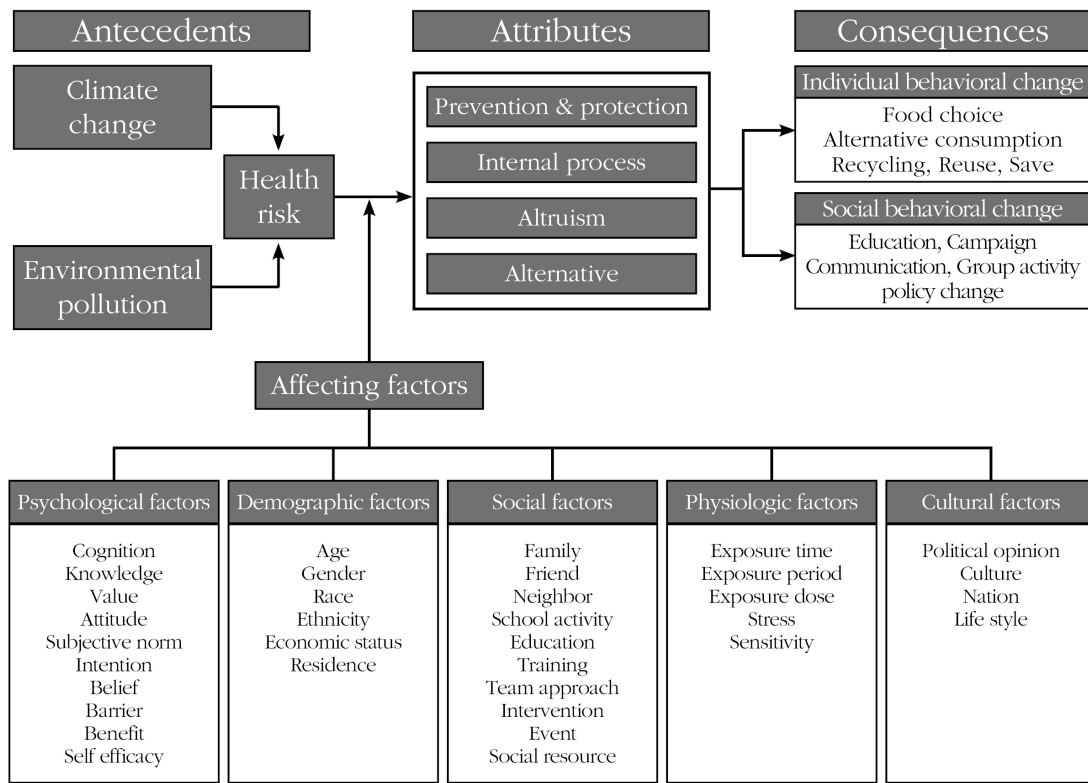 Antecedents
Attributes
Consequences
Climate
change
Health
risk
Environmental
pollution
Prevention & protection
Internal process
Altruism
Alternative
Individual behavioral change
Food choice
Alternative consumption
Recycling, Reuse, Save
Social behavioral change
Education, Campaign
Communication, Group activity
policy change
Affecting factors
Psychological factors
Cognition
Knowledge
Value
Attitude
Subjective norm
Intention
Belief
Barrier
Benefit
Self efficacy
Demographic factors
Age
Gender
Race
Ethnicity
Economic status
Residence
Social factors
Family
Friend
Neighbor
School activity
Education
Training
Team approach
Intervention
Event
Social resource
Physiologic factors
Exposure time
Exposure period
Exposure dose
Stress
Sensitivity
Cultural factors
Political opinion
Culture
Nation
Life style